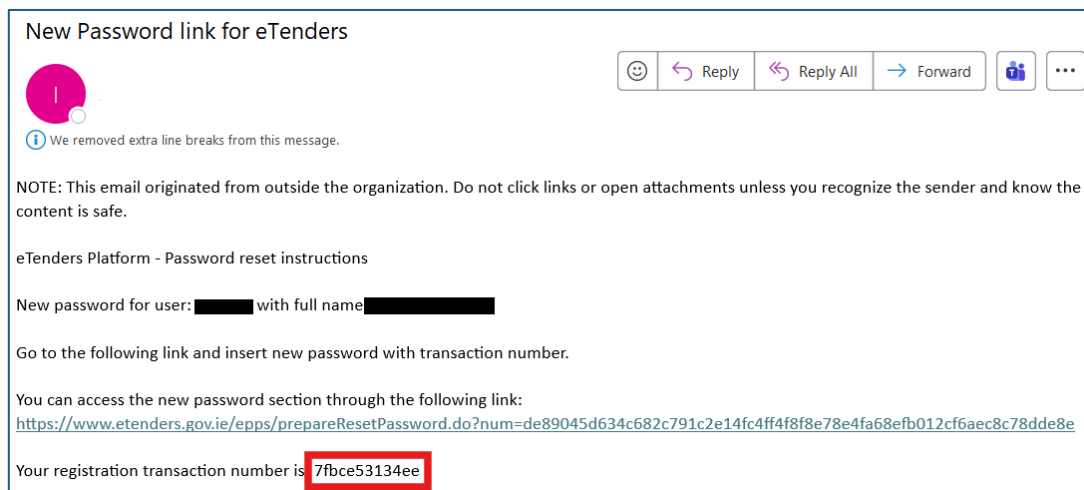 New Password link for eTenders
Reply
Reply All
Forward
I
We removed extra line breaks from this message.
NOTE: This email originated from outside the organization. Do not click links or open attachments unless you recognize the sender and know the
content is safe.
eTenders Platform - Password reset instructions
New password for user: with full name
Go to the following link and insert new password with transaction number.
You can access the new password section through the following link:
https://www.etenders.gov.ie/epps/prepareResetPassword.do?num=de89045d634c682c791c2e14fc4ff4f8f8e78e4fa68efb012cf6aec8c78dde8e
Your registration transaction number is 7fbce53134ee